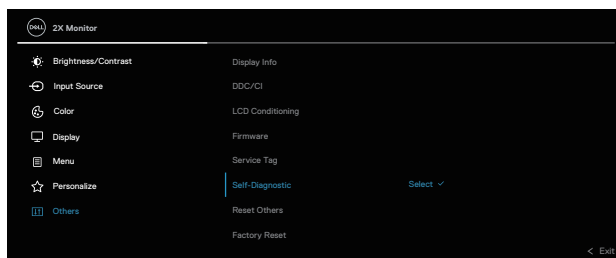 DELL 2X Monitor
Brightness/Contrast Display Info
Input Source DDC/CI
Color LCD Conditioning
Display Firmware
Menu Service Tag
Personalize Self-Diagnostic Select ✓
Others Reset Others
Factory Reset
< Exit